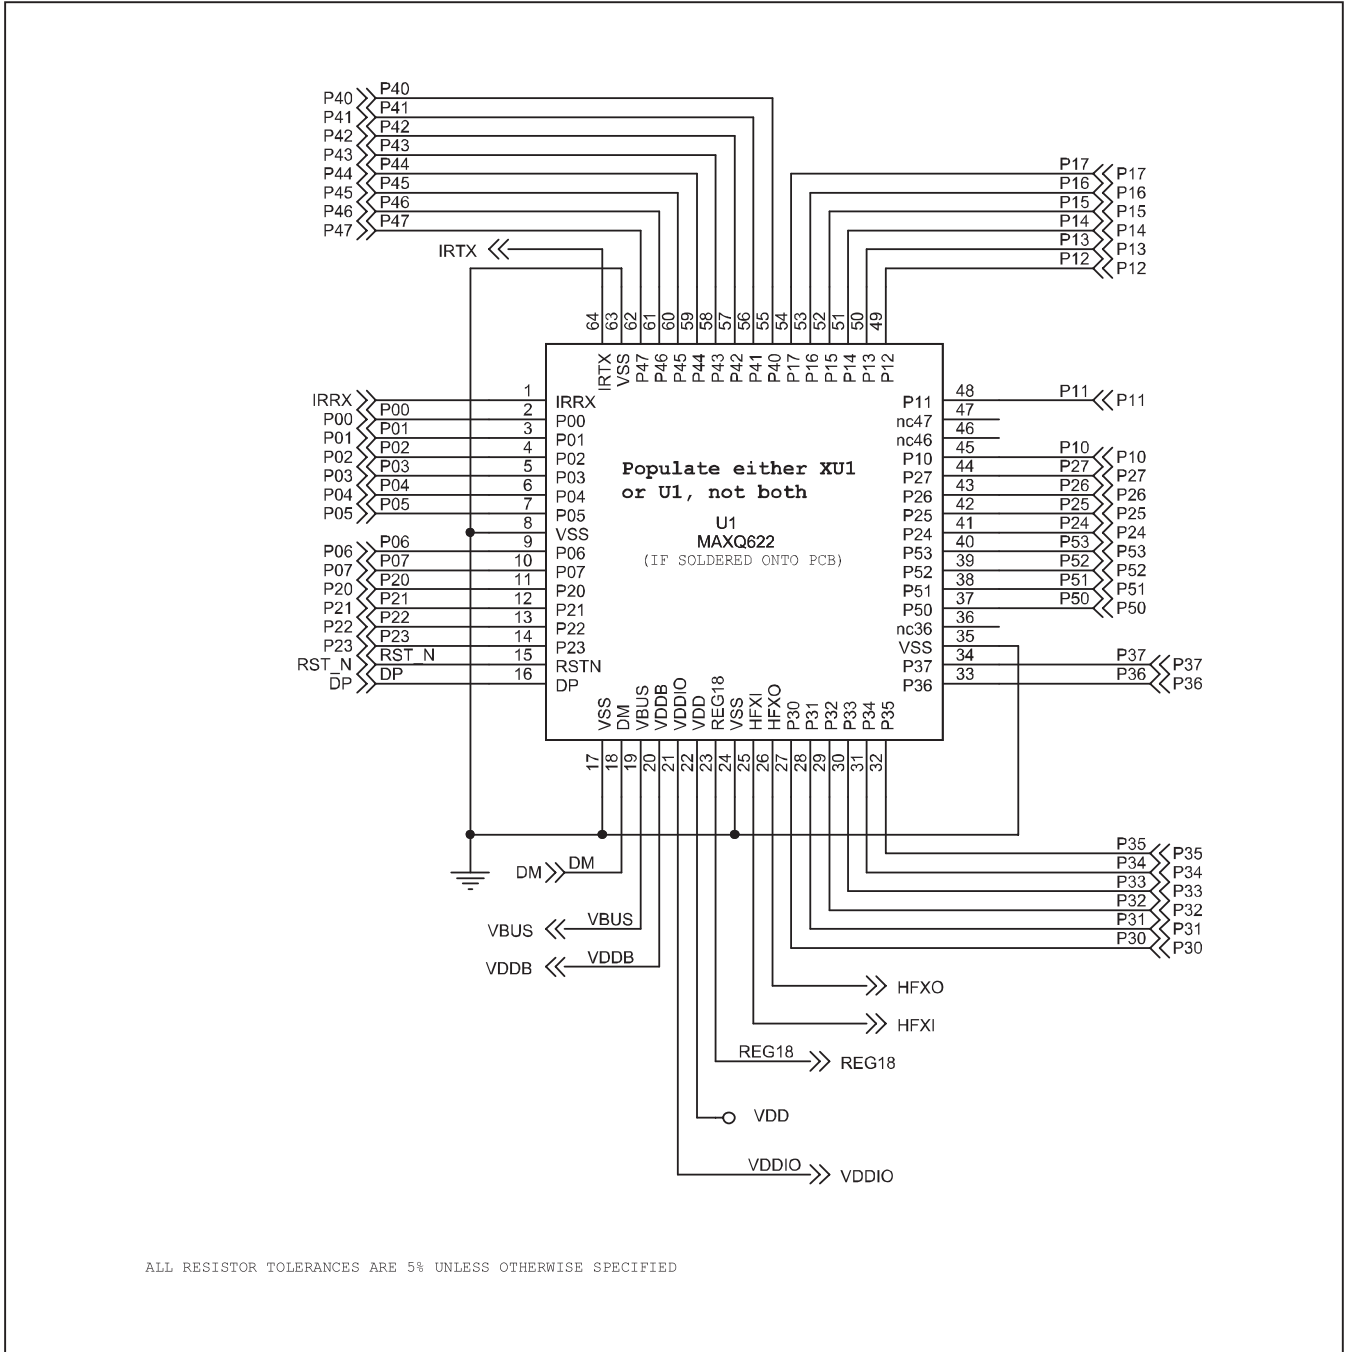 P40 P40
P41 P41
P42 P42
P43 P43
P44 P44
P45 P45
P46 P46
P47 P47
IRTX
P17 P17
P16 P16
P15 P15
P14 P14
P13 P13
P12 P12
64 63 62 61 60 59 58 57 56 55 54 53 52 51 50 49
IRTX VSS P47 P46 P45 P44 P43 P42 P41 P40 P17 P16 P15 P14 P13 P12
IRRX 1 IRRX
P00 P00 2 P00
P01 P01 3 P01
P02 P02 4 P02
P03 P03 5 P03
P04 P04 6 P04
P05 P05 7 P05
8 VSS
P06 P06 9 P06
P07 P07 10 P07
P20 P20 11 P20
P21 P21 12 P21
P22 P22 13 P22
P23 P23 14 P23
RST_N RST_N 15 RSTN
DP DP 16 DP
Populate either XU1
or U1, not both
U1
MAXQ622
(IF SOLDERED ONTO PCB)
P11 48 P11 P11
nc47 47
nc46 46
P10 45 P10 P10
P27 44 P27 P27
P26 43 P26 P26
P25 42 P25 P25
P24 41 P24 P24
P53 40 P53 P53
P52 39 P52 P52
P51 38 P51 P51
P50 37 P50 P50
nc36 36
VSS 35
P37 34 P37 P37
P36 33 P36 P36
VSS DM VBUS VDDB VDDIO VDD REG18 VSS HFXI HFXO P30 P31 P32 P33 P34 P35
17 18 19 20 21 22 23 24 25 26 27 28 29 30 31 32
P35 P35
P34 P34
P33 P33
P32 P32
P31 P31
P30 P30
DM DM
VBUS VBUS
VDDB VDDB
HFXO
HFXI
REG18 REG18
VDD
VDDIO VDDIO
ALL RESISTOR TOLERANCES ARE 5% UNLESS OTHERWISE SPECIFIED